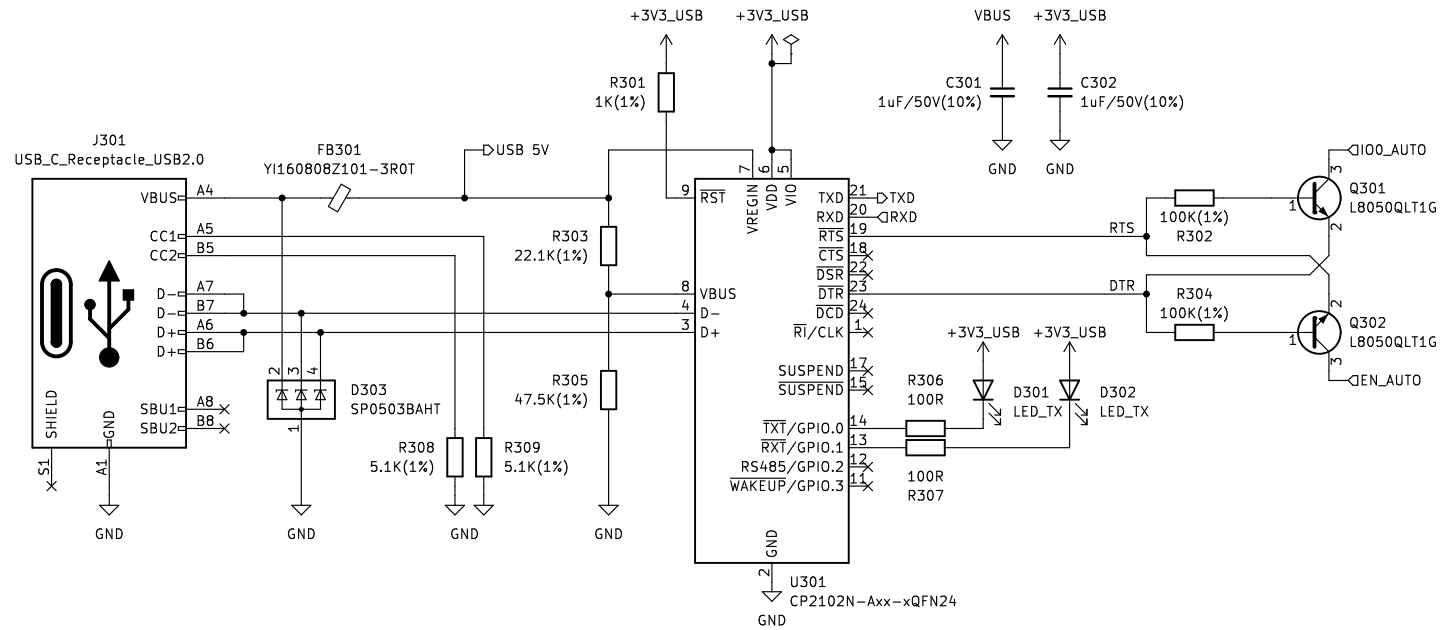 +3V3_USB
+3V3_USB
VBUS
+3V3_USB
R301
1K(1%)
C301
1uF/50V(10%)
C302
1uF/50V(10%)
GND
GND
J301
USB_C_Receptacle_USB2.0
FB301
YI160808Z101-3R0T
USB 5V
VBUS
A4
CC1
A5
CC2
B5
D-
A7
D-
B7
D+
A6
D+
B6
SBU1
A8
SBU2
B8
SHIELD
GND
S1
A1
GND
2
3
4
D303
SP0503BAHT
1
GND
R303
22.1K(1%)
R305
47.5K(1%)
R308
5.1K(1%)
R309
5.1K(1%)
GND
GND
7
6
5
VREGIN
VDD
VIO
9
RST
8
VBUS
4
D-
3
D+
TXD
21
TXD
RXD
20
RXD
RTS
19
CTS
18
DSR
22
DTR
23
DCD
24
RI/CLK
1
SUSPEND
17
SUSPEND
15
TXT/GPIO.0
14
RXT/GPIO.1
13
RS485/GPIO.2
12
WAKEUP/GPIO.3
11
GND
2
GND
U301
CP2102N-Axx-xQFN24
R306
100R
100R
R307
+3V3_USB
+3V3_USB
D301
LED_TX
D302
LED_TX
RTS
DTR
100K(1%)
R302
R304
100K(1%)
IO0_AUTO
3
1
Q301
L8050QLT1G
2
2
1
Q302
L8050QLT1G
3
EN_AUTO